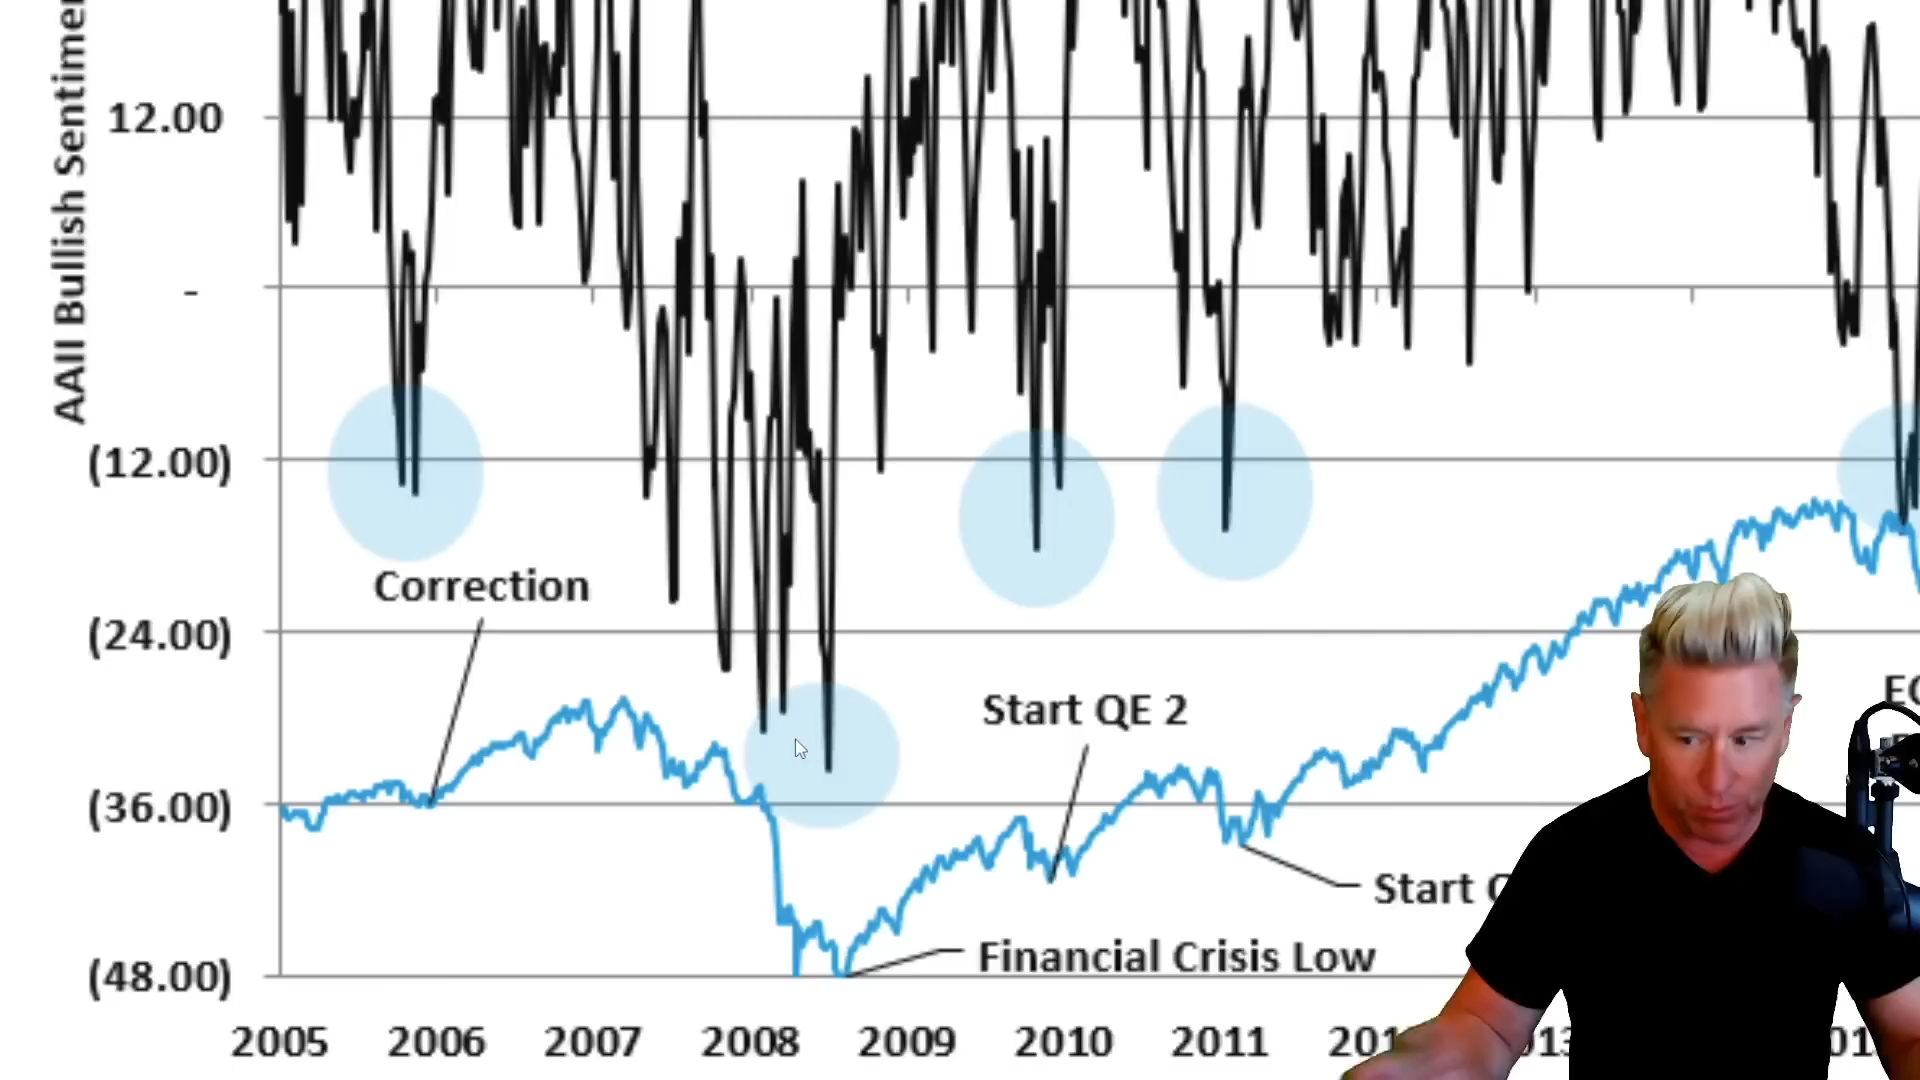 AAII Bullish Sentimen
12.00
-
(12.00)
Correction
(24.00)
Start QE 2
(36.00)
Start
Financial Crisis Low
(48.00)
2005 2006 2007 2008 2009 2010 2011